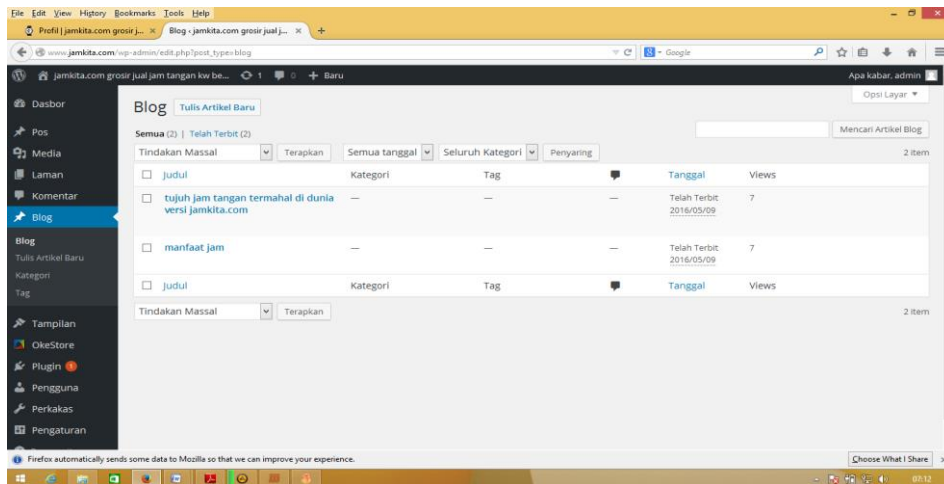 File Edit View History Bookmarks Tools Help
Profil | jamkita.com grosir j... × Blog ‹ jamkita.com grosir jual j... × +
www.jamkita.com/wp-admin/edit.php?post_type=blog Google
jamkita.com grosir jual jam tangan kw be... 1 0 + Baru Apa kabar, admin
Opsi Layar ▼
Dasbor
Pos
Media
Laman
Komentar
Blog
Blog
Tulis Artikel Baru
Kategori
Tag
Tampilan
OkeStore
Plugin 1
Pengguna
Perkakas
Pengaturan
Blog Tulis Artikel Baru
Semua (2) | Telah Terbit (2) Mencari Artikel Blog
Tindakan Massal Terapkan Semua tanggal Seluruh Kategori Penyaring 2 item
Judul Kategori Tag Tanggal Views
tujuh jam tangan termahal di dunia — — — Telah Terbit 7
versi jamkita.com 2016/05/09
manfaat jam — — — Telah Terbit 7
2016/05/09
Judul Kategori Tag Tanggal Views
Tindakan Massal Terapkan 2 item
Firefox automatically sends some data to Mozilla so that we can improve your experience. Choose What I Share ×
07:12